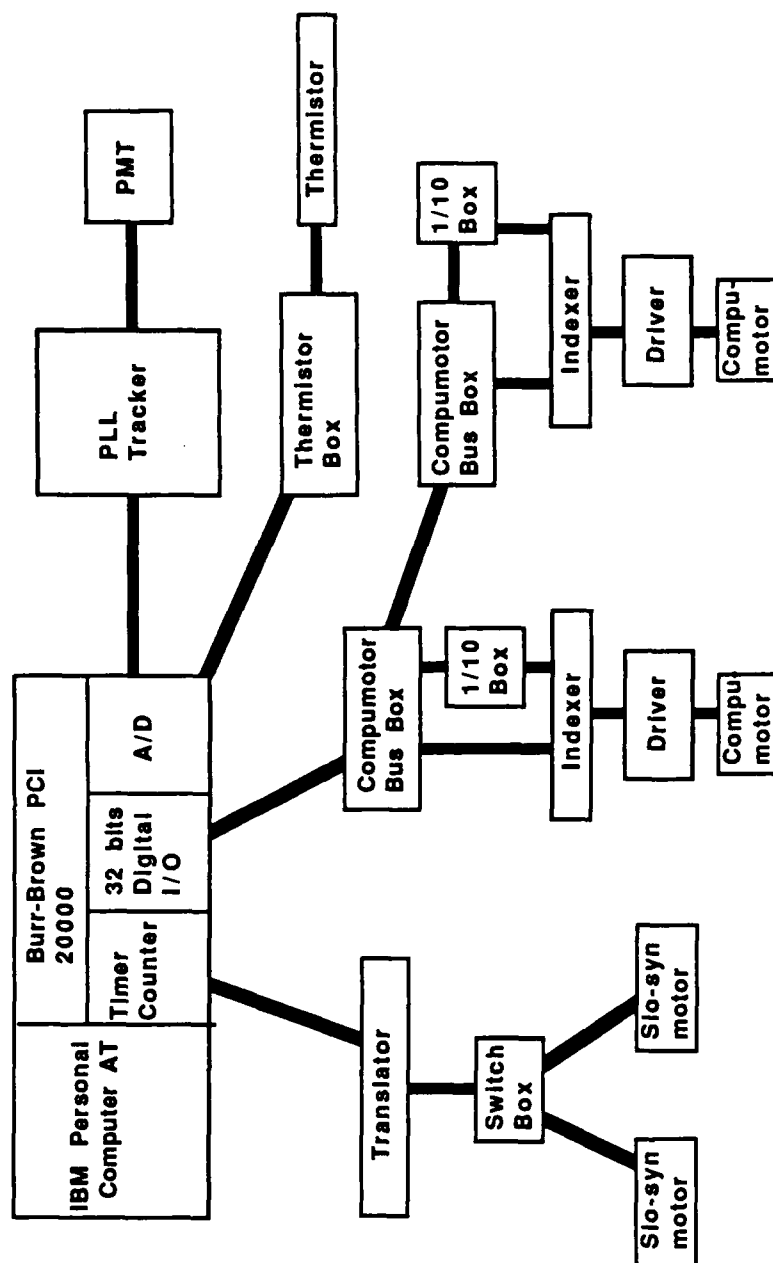 IBM Personal
Computer AT
Burr-Brown PCI
20000
Timer
Counter
32 bits
Digital
I/O
A/D
PLL
Tracker
PMT
Thermistor
Box
Thermistor
Translator
Switch
Box
Slo-syn
motor
Slo-syn
motor
Compumotor
Bus Box
1/10
Box
Indexer
Driver
Compu-
motor
Compumotor
Bus Box
1/10
Box
Indexer
Driver
Compu-
motor